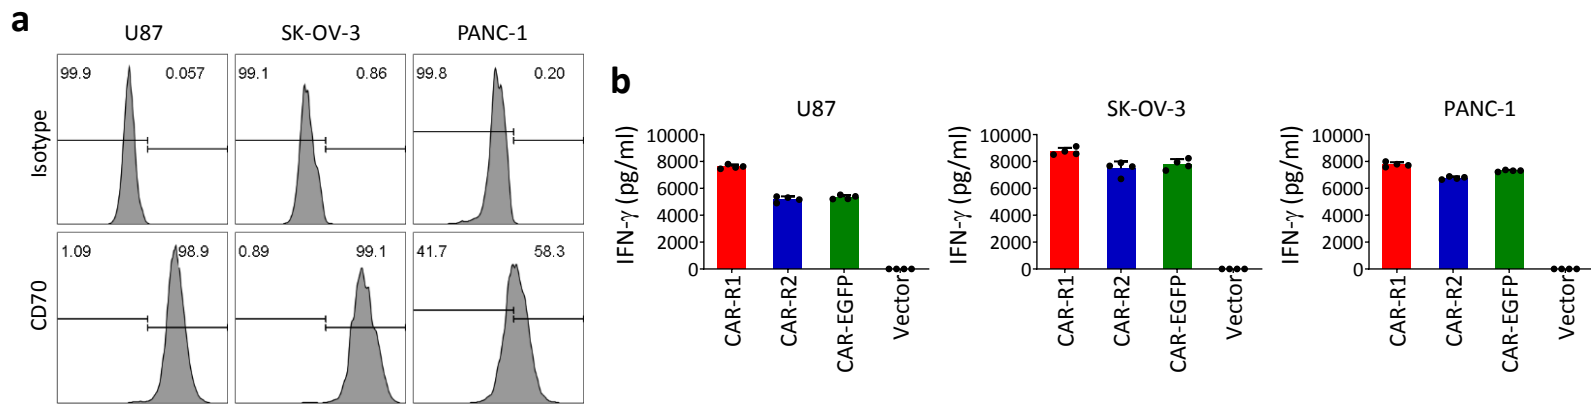 a
U87
SK-OV-3
PANC-1
Isotype
99.9
0.057
99.1
0.86
99.8
0.20
CD70
1.09
98.9
0.89
99.1
41.7
58.3
b
U87
IFN-γ (pg/ml)
10000
8000
6000
4000
2000
0
CAR-R1
CAR-R2
CAR-EGFP
Vector
SK-OV-3
IFN-γ (pg/ml)
10000
8000
6000
4000
2000
0
CAR-R1
CAR-R2
CAR-EGFP
Vector
PANC-1
IFN-γ (pg/ml)
10000
8000
6000
4000
2000
0
CAR-R1
CAR-R2
CAR-EGFP
Vector